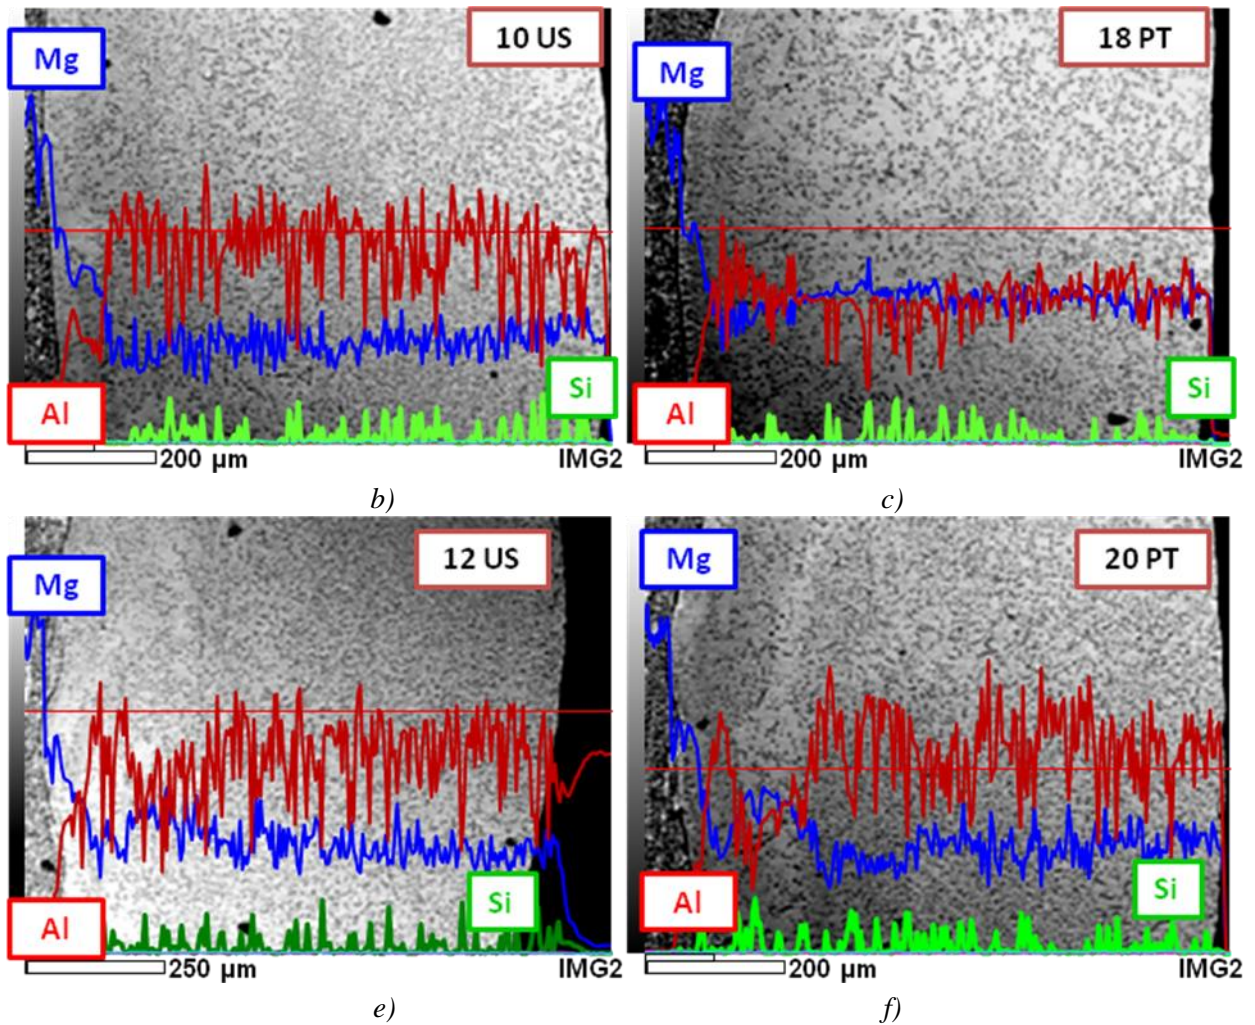 10 US
18 PT
Mg
Mg
Si
Si
Al
Al
200 µm
IMG2
200 µm
IMG2
b)
c)
12 US
20 PT
Mg
Mg
Si
Si
Al
Al
250 µm
IMG2
200 µm
IMG2
e)
f)